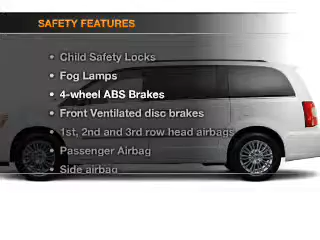 SAFETY FEATURES
• Child Safety Locks
• Fog Lamps
• 4-wheel ABS Brakes
• Front Ventilated disc brakes
• 1st, 2nd and 3rd row head airbags
• Passenger Airbag
• Side airbag